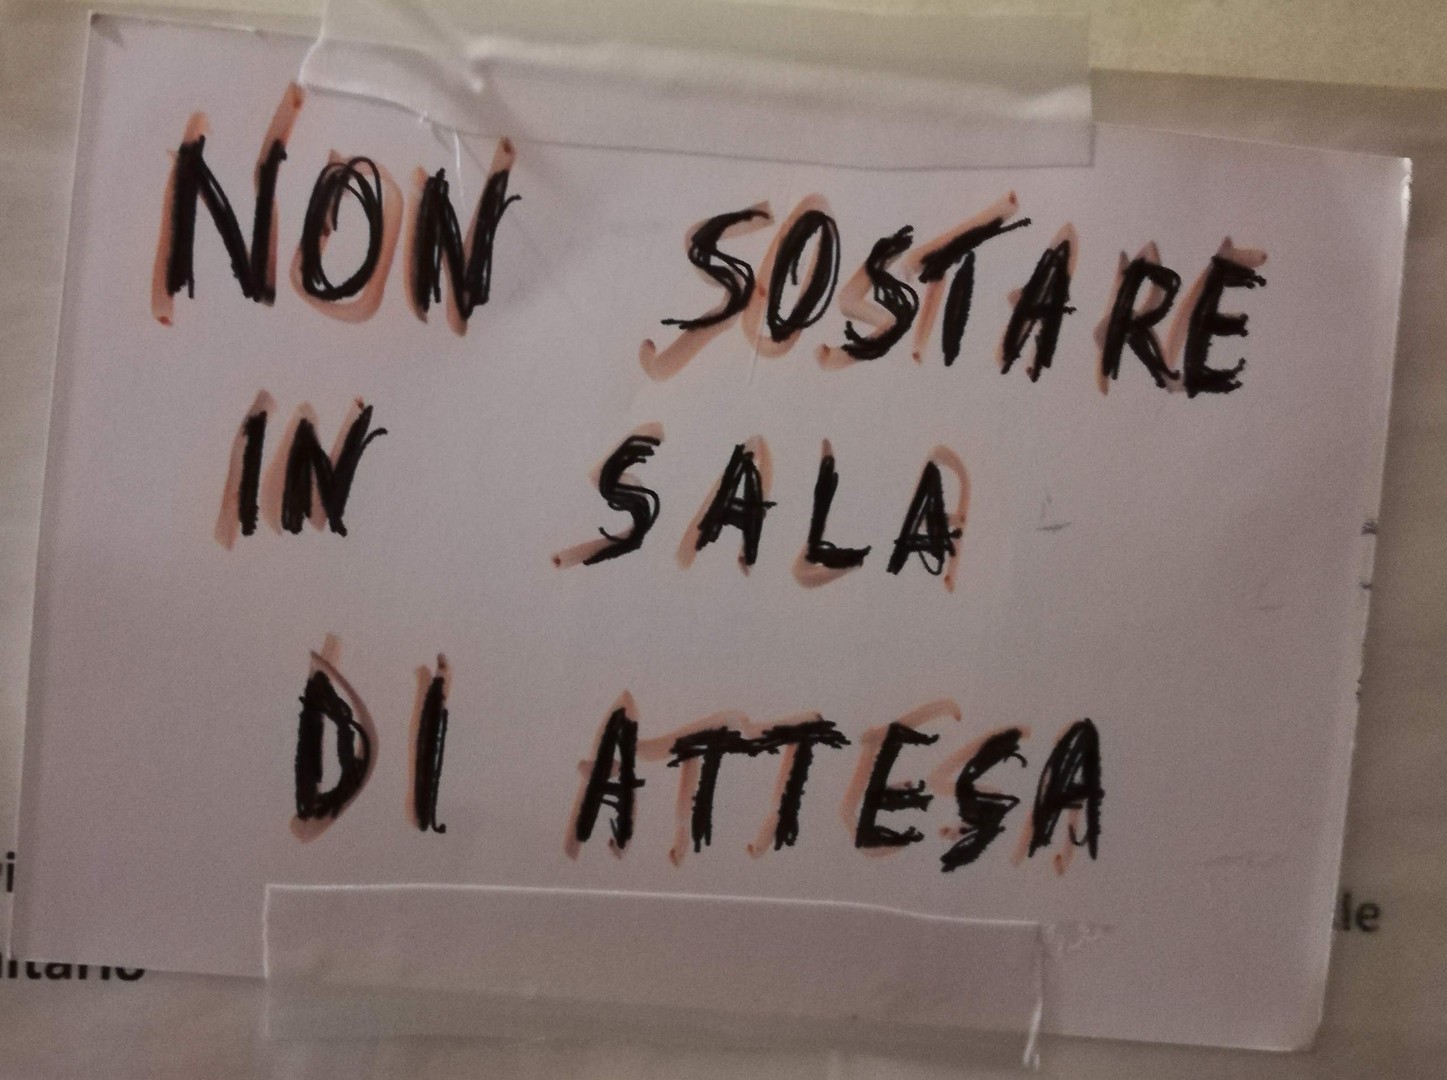 NON SOSTARE
IN SALA
DI ATTESA